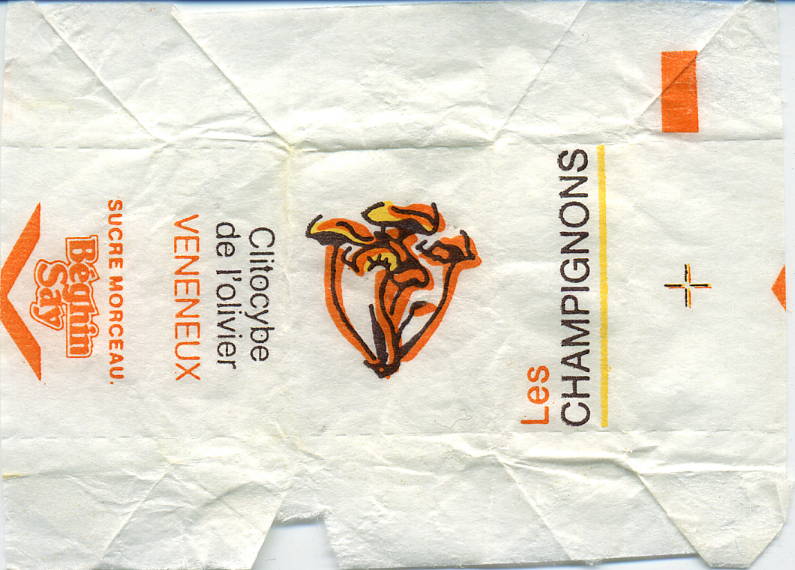 Les
CHAMPIGNONS
Clitocybe
de l'olivier
VENENEUX
SUCRE MORCEAU.
Béghin
Say